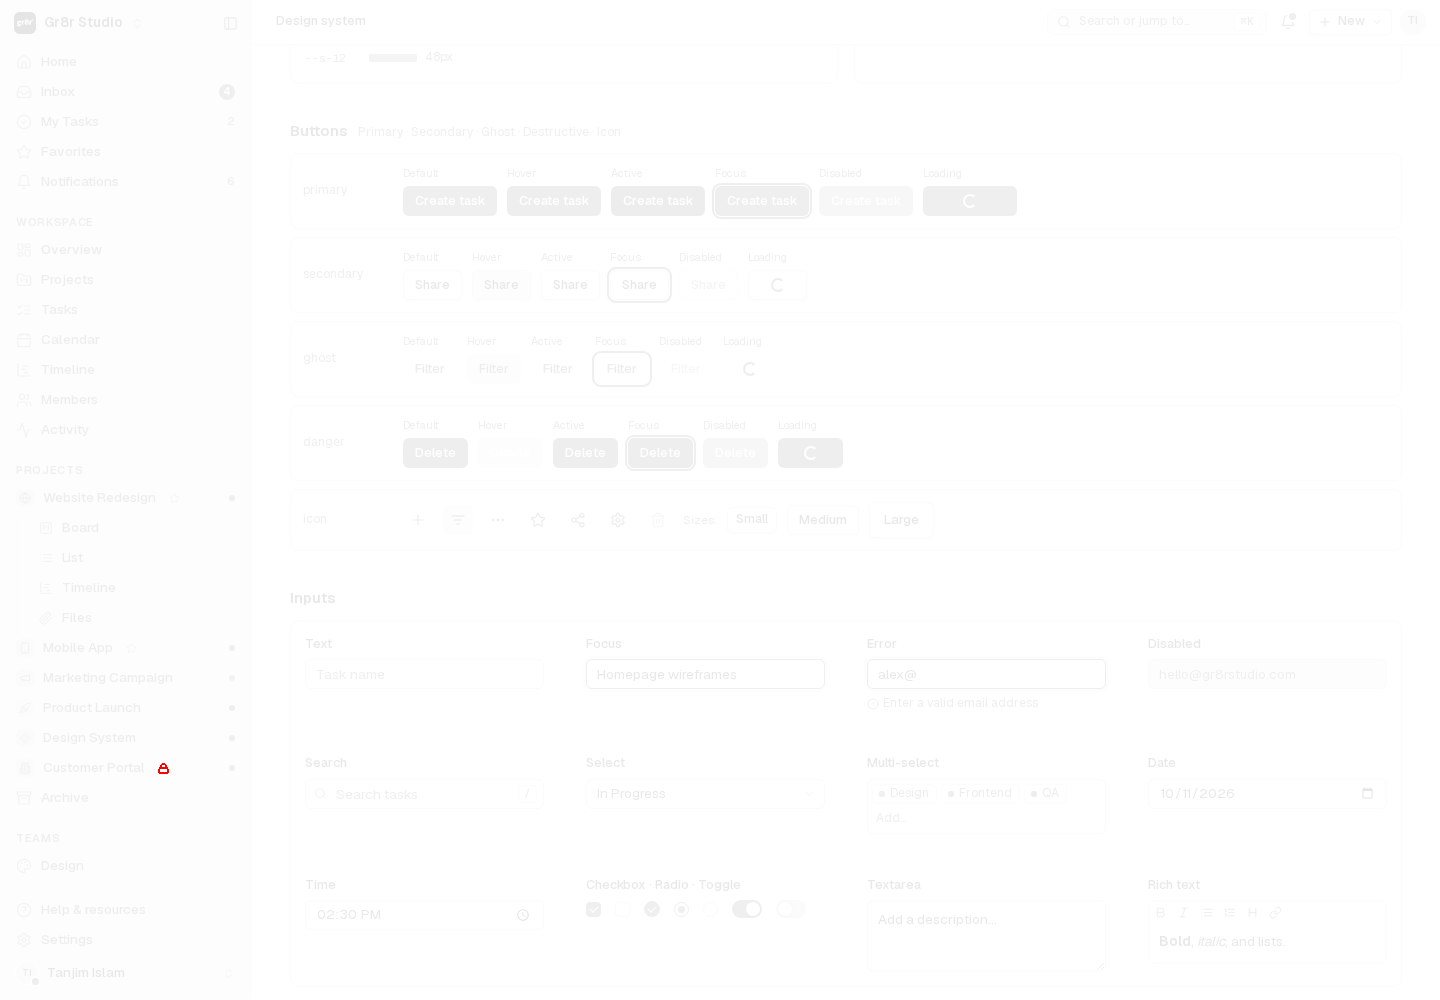 Gr8r Studio
Design system
Search or jump to...
⌘K
New
TI
Home
Inbox
4
My Tasks
2
Favorites
Notifications
6
WORKSPACE
Overview
Projects
Tasks
Calendar
Timeline
Members
Activity
PROJECTS
Website Redesign
Board
List
Timeline
Files
Mobile App
Marketing Campaign
Product Launch
Design System
Customer Portal
Archive
TEAMS
Design
Help & resources
Settings
TI
Tanjim Islam
--s-12
48px
Buttons
Primary · Secondary · Ghost · Destructive · Icon
primary
Default
Hover
Active
Focus
Disabled
Loading
Create task
Create task
Create task
Create task
Create task
secondary
Default
Hover
Active
Focus
Disabled
Loading
Share
Share
Share
Share
Share
ghost
Default
Hover
Active
Focus
Disabled
Loading
Filter
Filter
Filter
Filter
Filter
danger
Default
Hover
Active
Focus
Disabled
Loading
Delete
Delete
Delete
Delete
icon
Sizes:
Small
Medium
Large
Inputs
Text
Focus
Error
Disabled
Task name
Homepage wireframes
alex@
hello@gr8rstudio.com
Enter a valid email address
Search
Select
Multi-select
Date
Search tasks
/
In Progress
Design
Frontend
QA
Add...
10/11/2026
Time
Checkbox · Radio · Toggle
Textarea
Rich text
02:30 PM
Add a description...
B
I
H
Bold, italic, and lists.